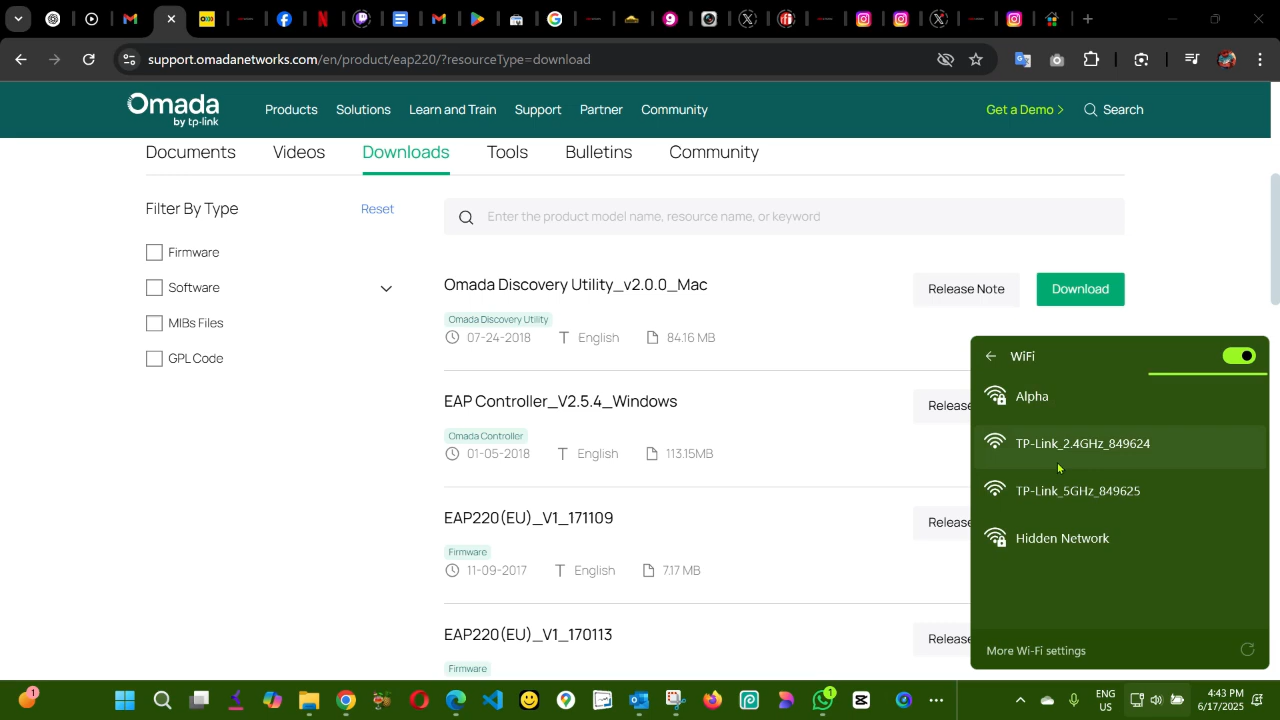 support.omadanetworks.com/en/product/eap220/?resourceType=download
Omada
by tp-link
Products
Solutions
Learn and Train
Support
Partner
Community
Get a Demo >
Search
Documents
Videos
Downloads
Tools
Bulletins
Community
Filter By Type
Reset
Firmware
Software
MIBs Files
GPL Code
Enter the product model name, resource name, or keyword
Omada Discovery Utility_v2.0.0_Mac
Release Note
Download
Omada Discovery Utility
07-24-2018
English
84.16 MB
EAP Controller_V2.5.4_Windows
Release
Omada Controller
01-05-2018
English
113.15MB
EAP220(EU)_V1_171109
Release
Firmware
11-09-2017
English
7.17 MB
EAP220(EU)_V1_170113
Release
Firmware
WiFi
Alpha
TP-Link_2.4GHz_849624
TP-Link_5GHz_849625
Hidden Network
More Wi-Fi settings
1
1
ENG
US
4:43 PM
6/17/2025